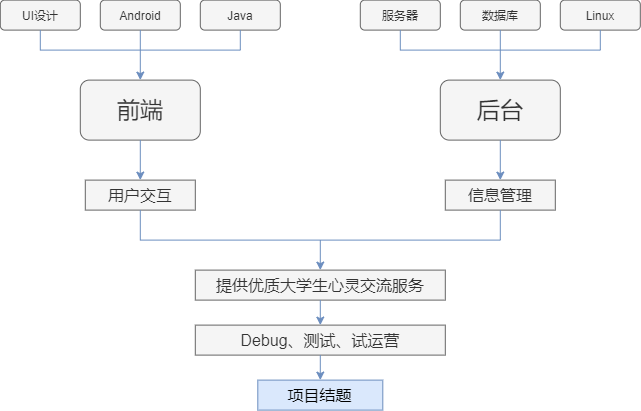 UI设计
Android
Java
服务器
数据库
Linux
前端
后台
用户交互
信息管理
提供优质大学生心灵交流服务
Debug、测试、试运营
项目结题